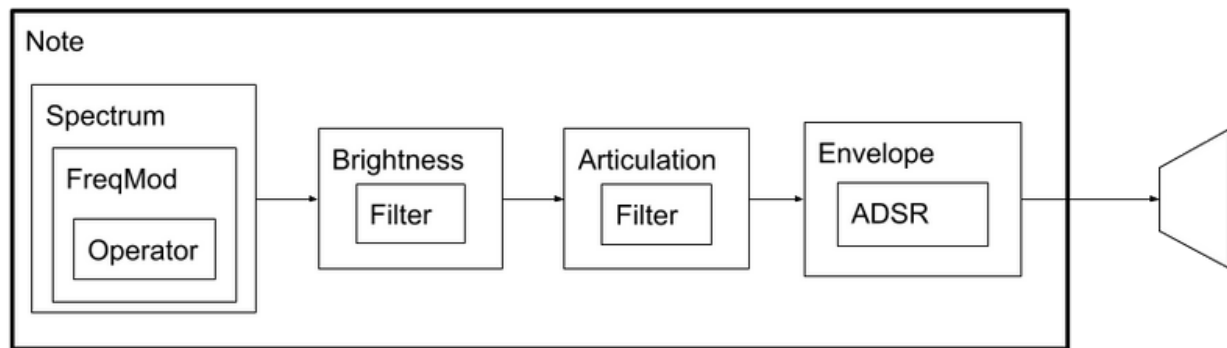 Note
Spectrum
FreqMod
Operator
Brightness
Filter
Articulation
Filter
Envelope
ADSR